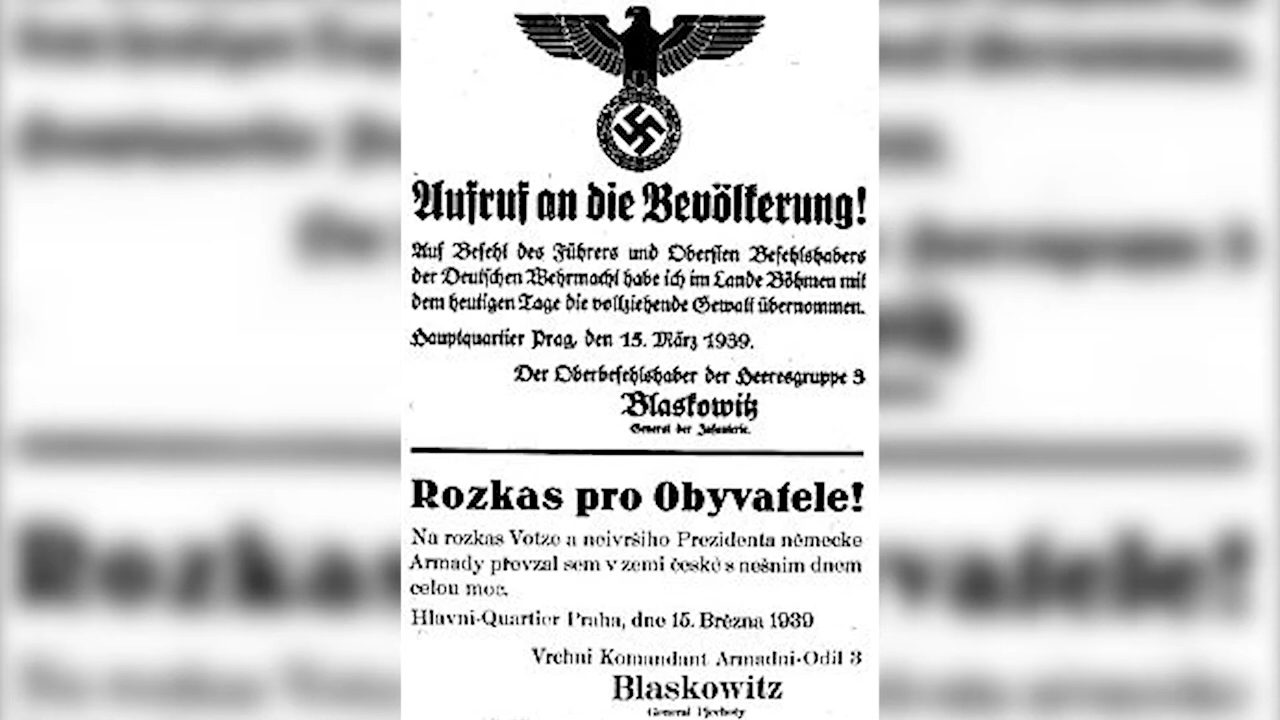 Aufruf an die Bevölkerung!
Auf Befehl des Führers und Obersten Befehlshabers
der Deutschen Wehrmacht habe ich im Lande Böhmen mit
dem heutigen Tage die vollziehende Gewalt übernommen.
Hauptquartier Prag, den 15. März 1939.
Der Oberbefehlshaber der Heeresgruppe 3
Blaskowitz
General der Infanterie.
Rozkas pro Obyvatele!
Na rozkas Votze a neivršiho Prezidenta německe
Armady převzal sem v zemi české s nešnim dnem
celou moc.
Hlavni-Quartier Praha, dne 15. Března 1939
Vrchni Komandant Armadni-Odil 3
Blaskowitz
General Pjechoty